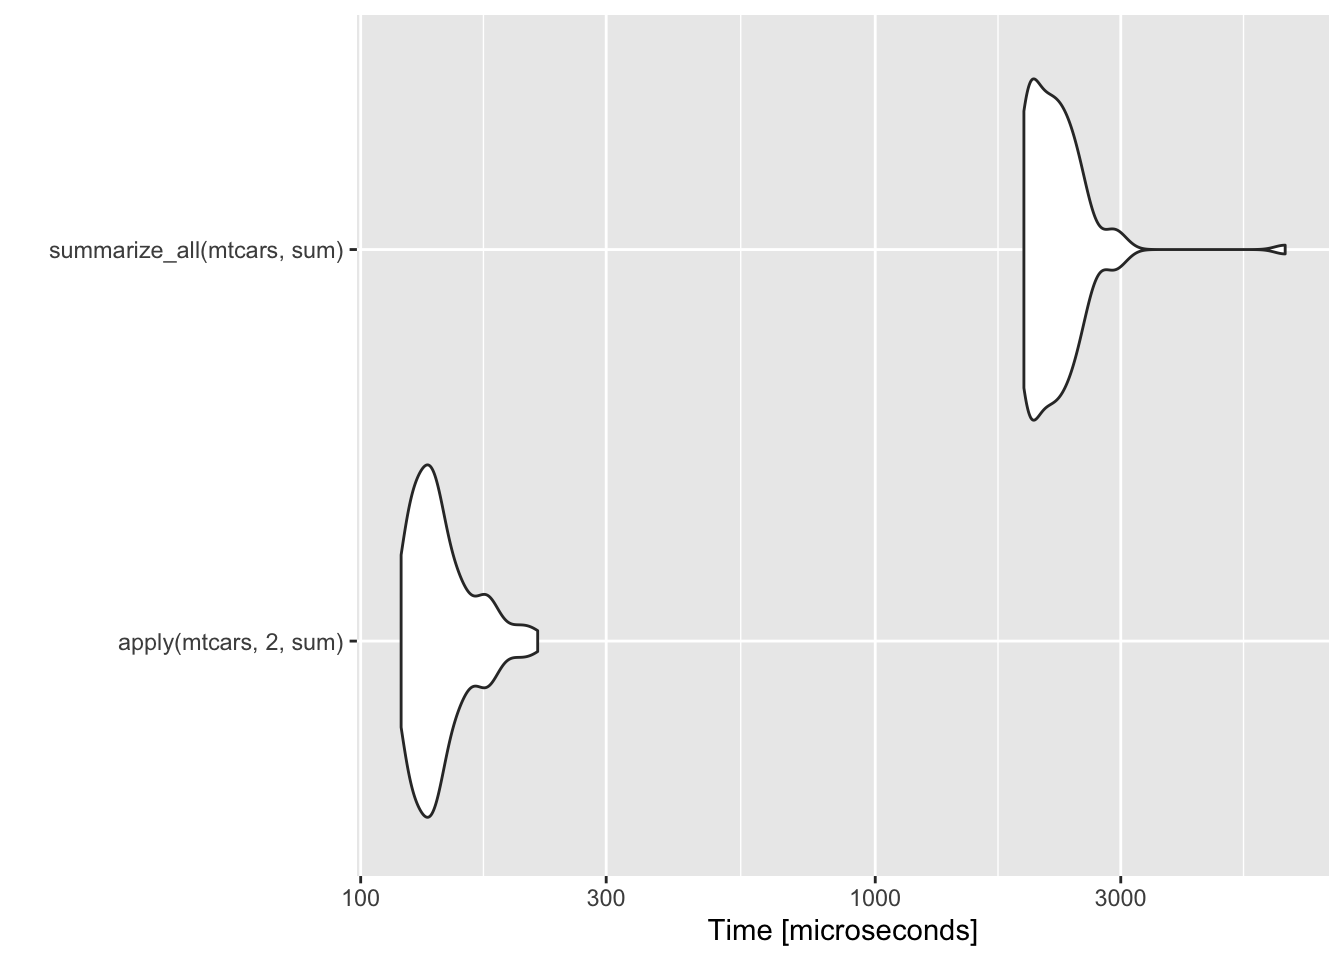 summarize_all(mtcars, sum)
apply(mtcars, 2, sum)
100 300 1000 3000
Time [microseconds]